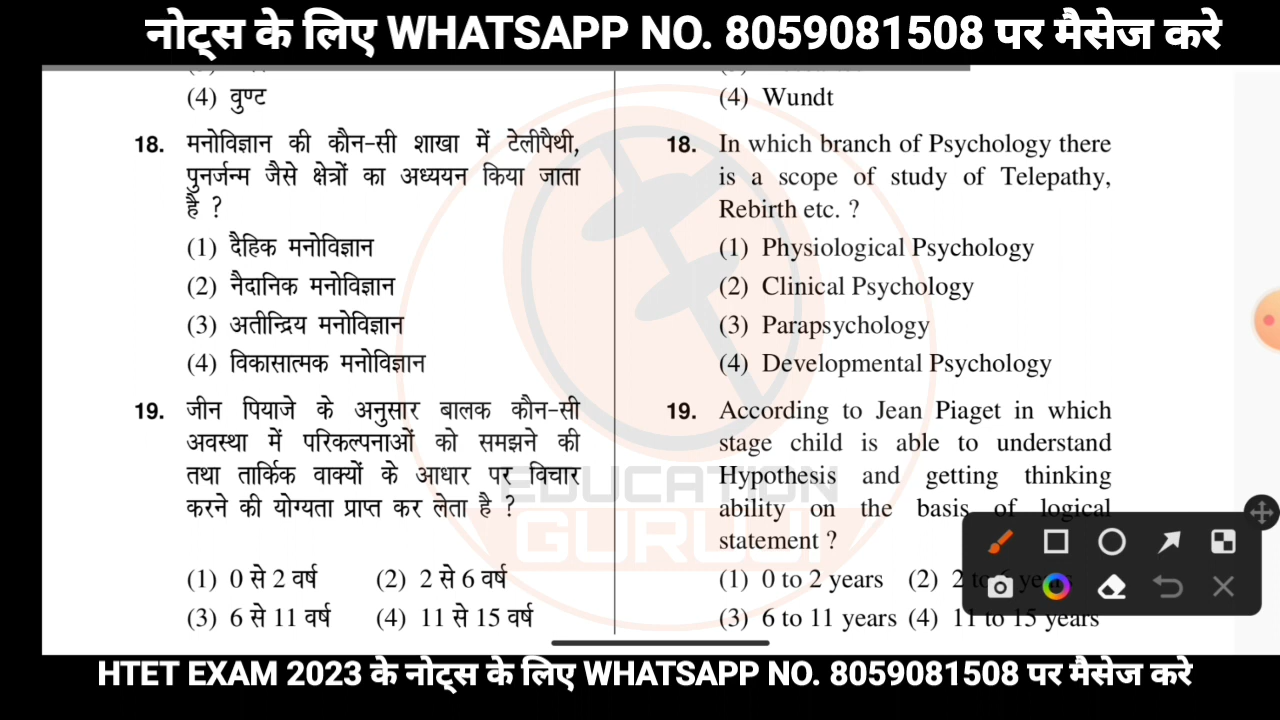 नोट्स के लिए WHATSAPP NO. 8059081508 पर मैसेज करे
(4) वुण्ट
18. मनोविज्ञान की कौन-सी शाखा में टेलीपैथी,
पुनर्जन्म जैसे क्षेत्रों का अध्ययन किया जाता
है ?
(1) दैहिक मनोविज्ञान
(2) नैदानिक मनोविज्ञान
(3) अतीन्द्रिय मनोविज्ञान
(4) विकासात्मक मनोविज्ञान
19. जीन पियाजे के अनुसार बालक कौन-सी
अवस्था में परिकल्पनाओं को समझने की
तथा तार्किक वाक्यों के आधार पर विचार
करने की योग्यता प्राप्त कर लेता है ?
(1) 0 से 2 वर्ष (2) 2 से 6 वर्ष
(3) 6 से 11 वर्ष (4) 11 से 15 वर्ष
(4) Wundt
18. In which branch of Psychology there
is a scope of study of Telepathy,
Rebirth etc. ?
(1) Physiological Psychology
(2) Clinical Psychology
(3) Parapsychology
(4) Developmental Psychology
19. According to Jean Piaget in which
stage child is able to understand
Hypothesis and getting thinking
ability on the basis of logical
statement ?
(1) 0 to 2 years (2) 2 to 6 years
(3) 6 to 11 years (4) 11 to 15 years
EDUCATION
GURUJI
HTET EXAM 2023 के नोट्स के लिए WHATSAPP NO. 8059081508 पर मैसेज करे